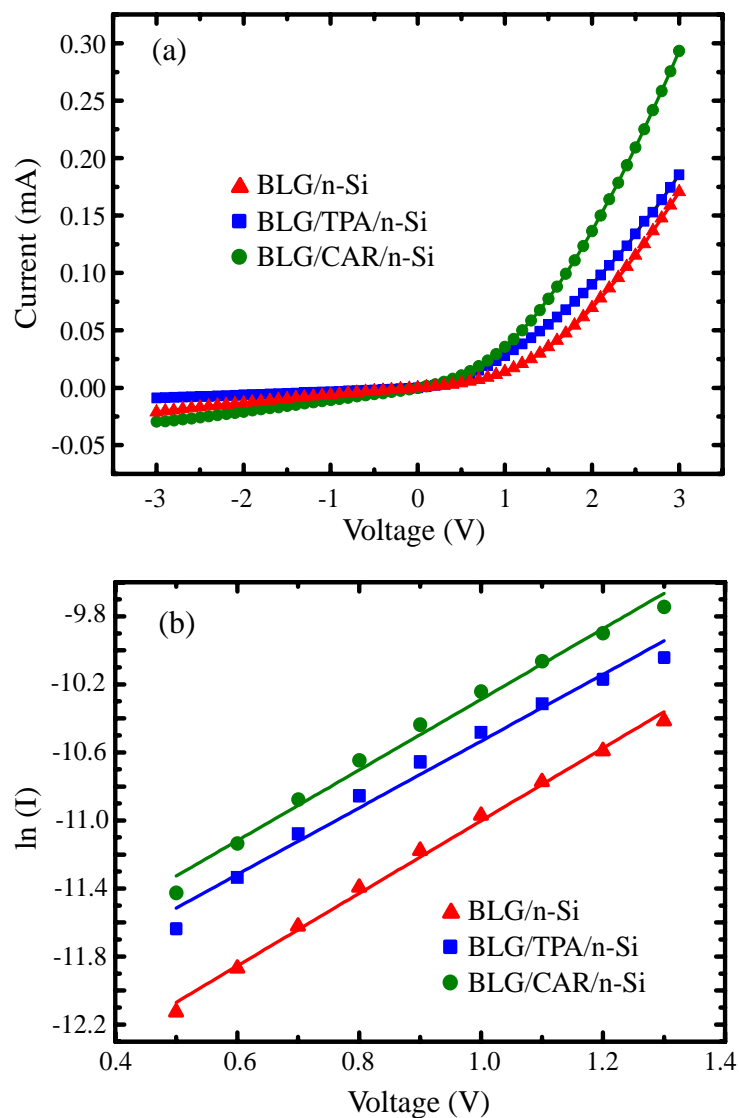 (a)
0.30
0.25
0.20
0.15
0.10
0.05
0.00
-0.05
Current (mA)
BLG/n-Si
BLG/TPA/n-Si
BLG/CAR/n-Si
-3 -2 -1 0 1 2 3
Voltage (V)
(b)
-9.8
-10.2
-10.6
-11.0
-11.4
-11.8
-12.2
ln (I)
BLG/n-Si
BLG/TPA/n-Si
BLG/CAR/n-Si
0.4 0.6 0.8 1.0 1.2 1.4
Voltage (V)